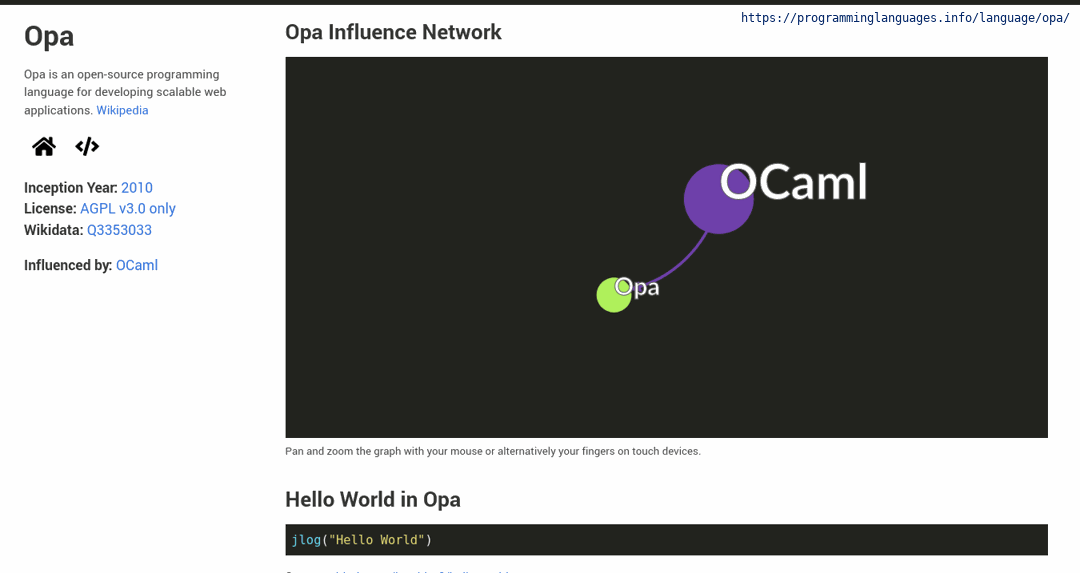 https://programminglanguages.info/language/opa/
Opa
Opa is an open-source programming
language for developing scalable web
applications. Wikipedia
Inception Year: 2010
License: AGPL v3.0 only
Wikidata: Q3353033
Influenced by: OCaml
Opa Influence Network
OCaml
Opa
Pan and zoom the graph with your mouse or alternatively your fingers on touch devices.
Hello World in Opa
jlog("Hello World")